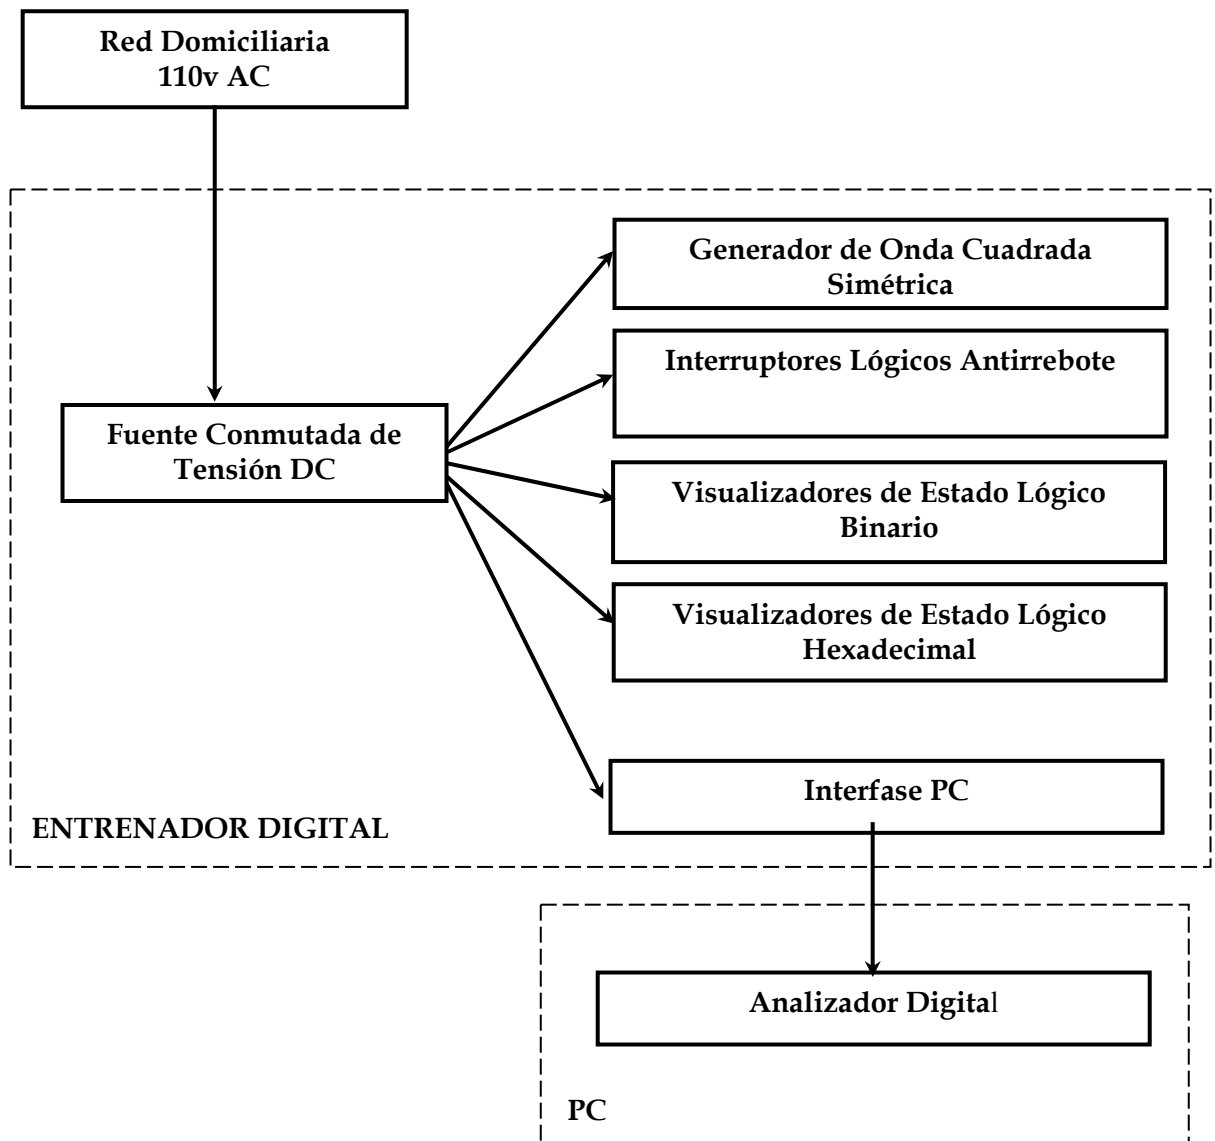 Red Domiciliaria
110v AC
Generador de Onda Cuadrada
Simétrica
Interruptores Lógicos Antirrebote
Fuente Conmutada de
Tensión DC
Visualizadores de Estado Lógico
Binario
Visualizadores de Estado Lógico
Hexadecimal
Interfase PC
ENTRENADOR DIGITAL
Analizador Digital
PC